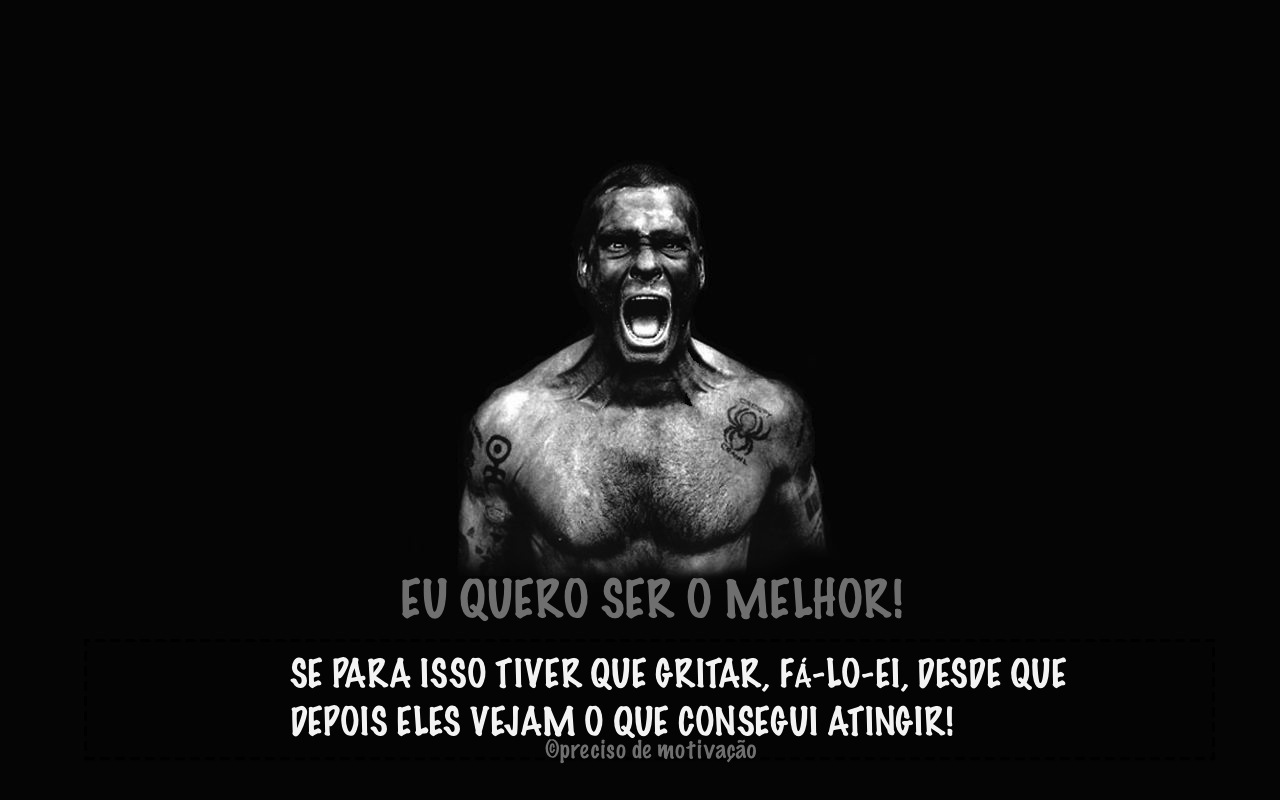 EU QUERO SER O MELHOR!
SE PARA ISSO TIVER QUE GRITAR, FÁ-LO-EI, DESDE QUE
DEPOIS ELES VEJAM O QUE CONSEGUI ATINGIR!
©preciso de motivação